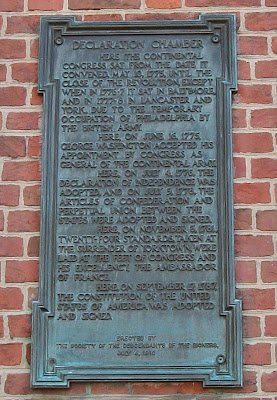 DECLARATION CHAMBER
HERE THE CONTINENTAL
CONGRESS SAT FROM THE DATE IT
CONVENED, MAY 10, 1775, UNTIL THE
CLOSE OF THE REVOLUTION, EXCEPT
WHEN IN 1776-7 IT SAT IN BALTIMORE,
AND IN 1777-8 IN LANCASTER AND
YORK, DUE TO THE TEMPORARY
OCCUPATION OF PHILADELPHIA BY
THE BRITISH ARMY.
HERE, ON JUNE 16, 1775,
GEORGE WASHINGTON ACCEPTED HIS
APPOINTMENT BY CONGRESS AS
GENERAL OF THE CONTINENTAL ARMY.
HERE, ON JULY 4, 1776, THE
DECLARATION OF INDEPENDENCE WAS
ADOPTED, AND ON JULY 9, 1778, THE
ARTICLES OF CONFEDERATION AND
PERPETUAL UNION BETWEEN THE
STATES WERE ADOPTED AND SIGNED.
HERE, ON NOVEMBER 3, 1781,
TWENTY-FOUR STANDARDS TAKEN AT
THE SURRENDER OF YORKTOWN WERE
LAID AT THE FEET OF CONGRESS AND
HIS EXCELLENCY, THE AMBASSADOR
OF FRANCE.
HERE, ON SEPTEMBER 17, 1787,
THE CONSTITUTION OF THE UNITED
STATES OF AMERICA WAS ADOPTED
AND SIGNED.
ERECTED BY
THE SOCIETY OF THE DESCENDANTS OF THE SIGNERS,
JULY 4,